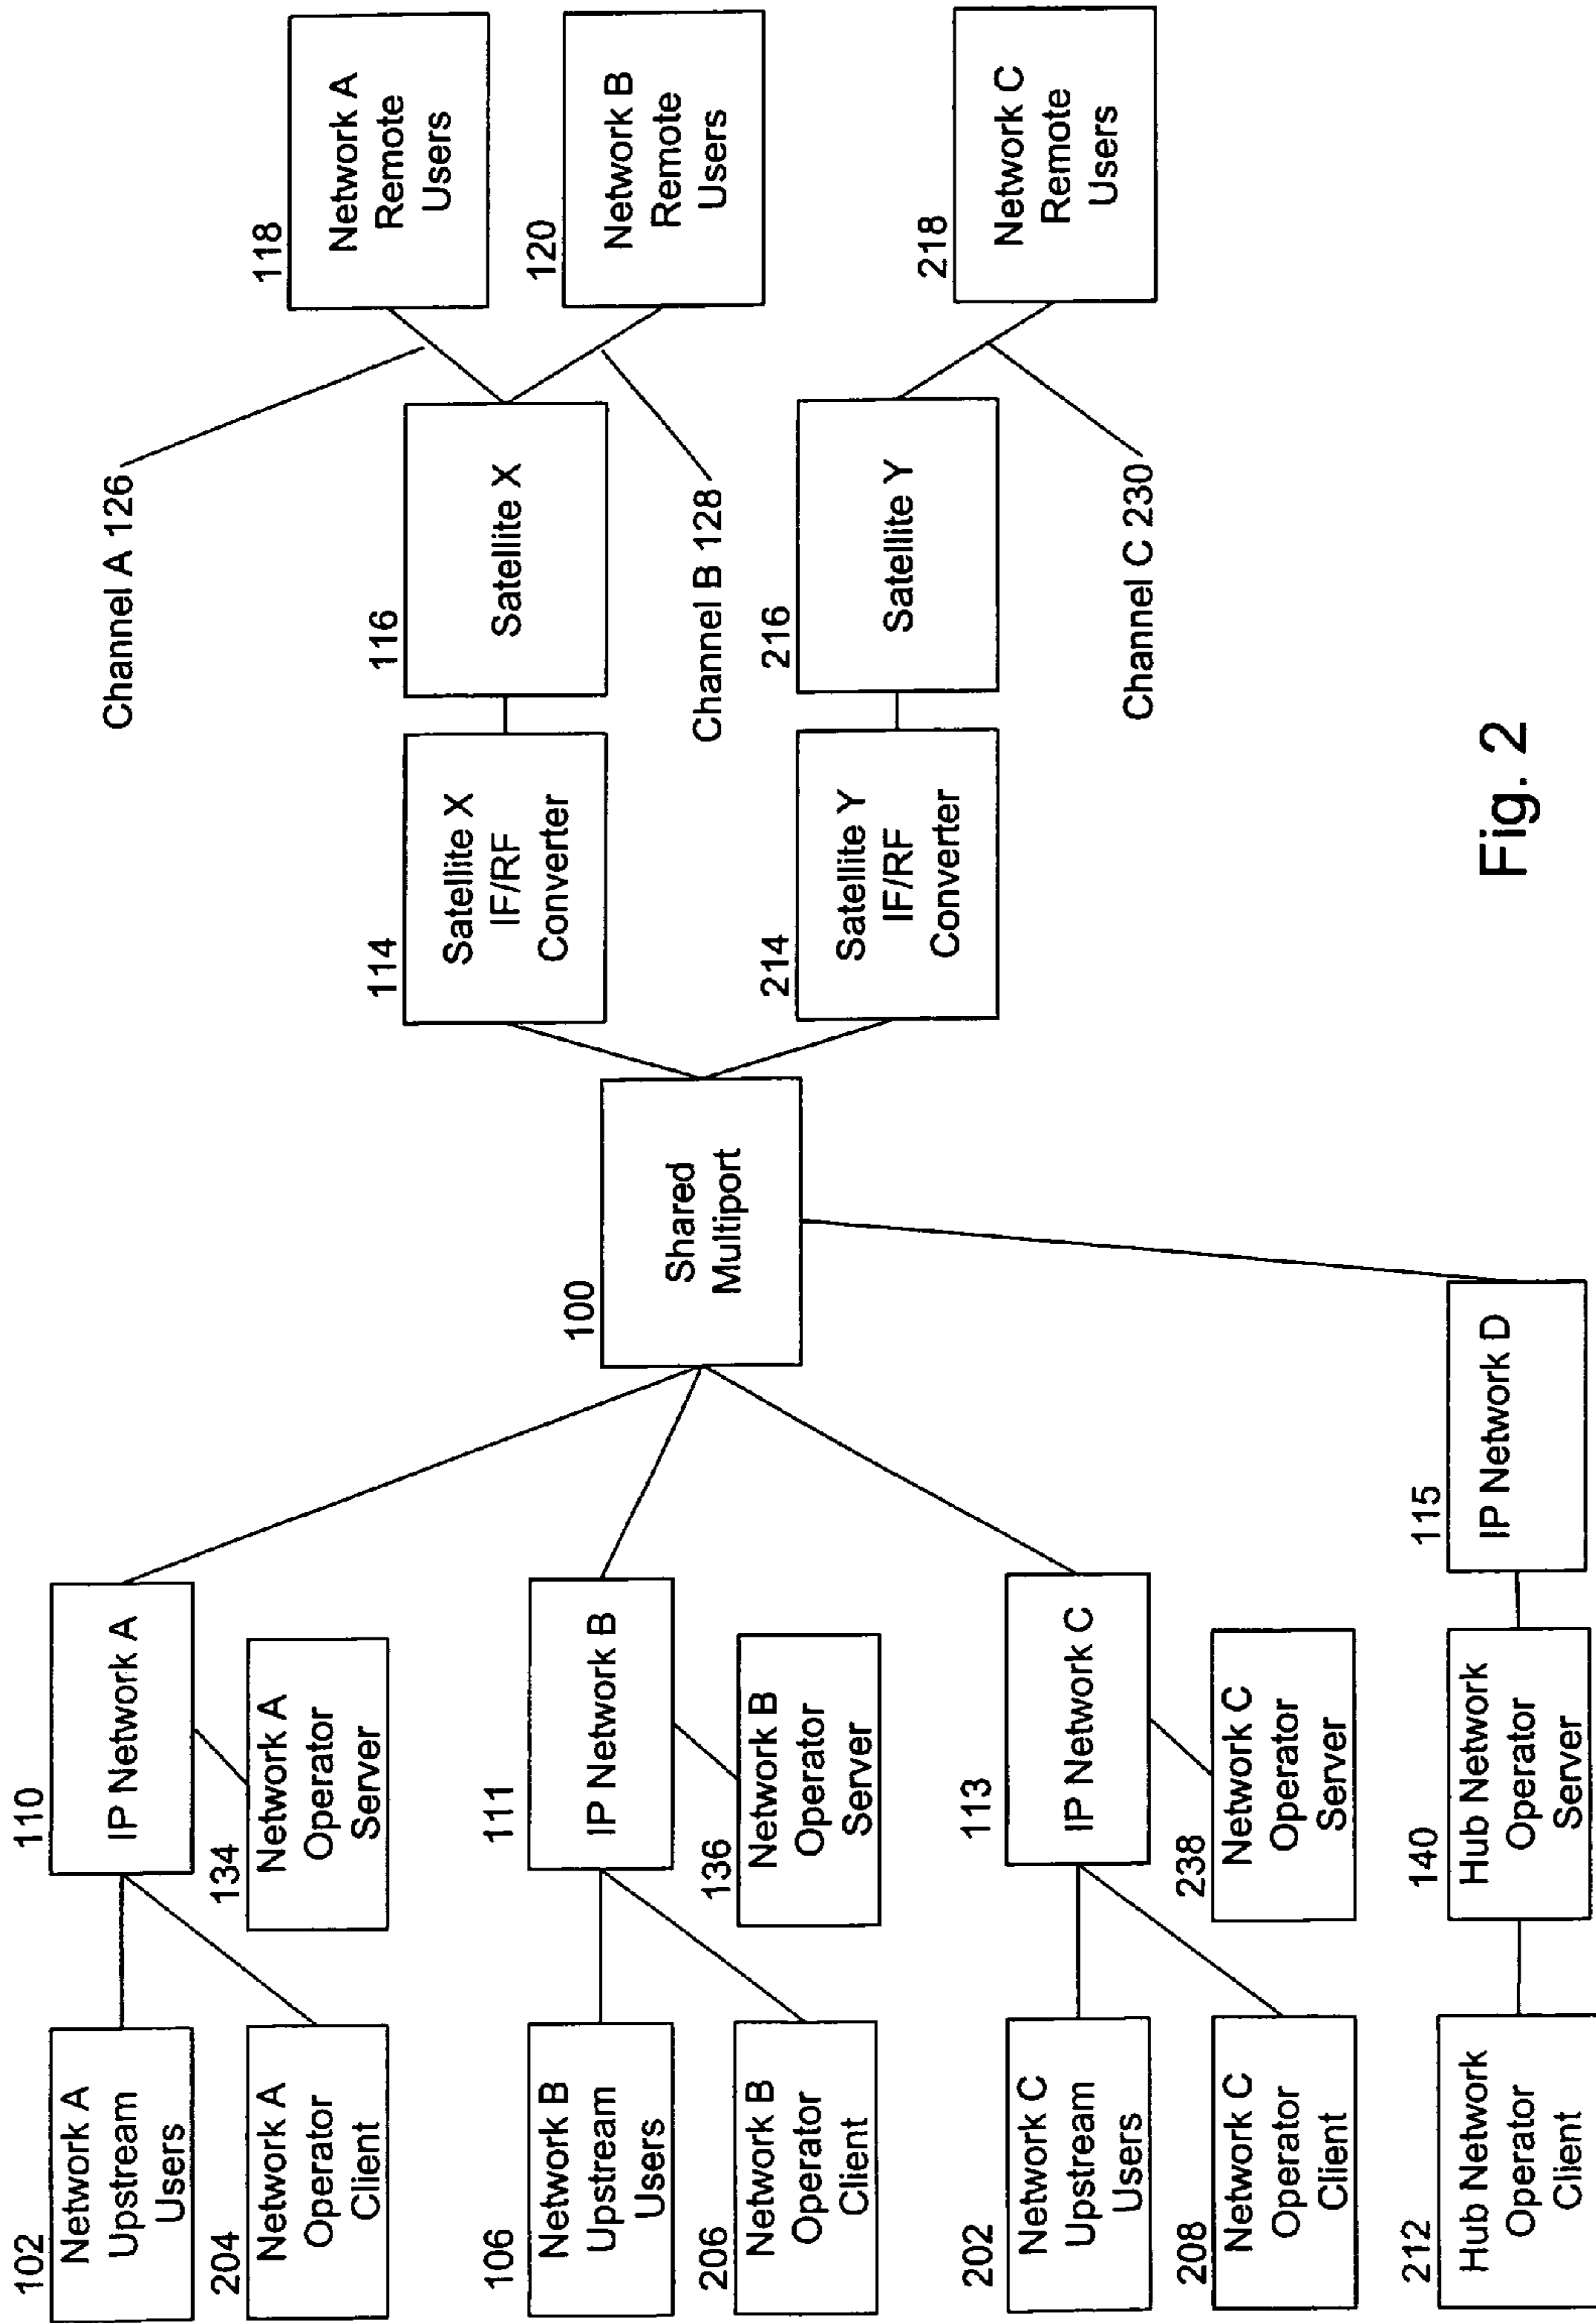 102
Network A
Upstream
Users
204
Network A
Operator
Client
110
IP Network A
134
Network A
Operator
Server
106
Network B
Upstream
Users
206
Network B
Operator
Client
111
IP Network B
136
Network B
Operator
Server
202
Network C
Upstream
Users
208
Network C
Operator
Client
113
IP Network C
238
Network C
Operator
Server
212
Hub Network
Operator
Client
140
Hub Network
Operator
Server
115
IP Network D
100
Shared
Multiport
114
Satellite X
IF/RF
Converter
116
Satellite X
Channel A 126
Channel B 128
118
Network A
Remote
Users
120
Network B
Remote
Users
214
Satellite Y
IF/RF
Converter
216
Satellite Y
Channel C 230
218
Network C
Remote
Users
Fig. 2